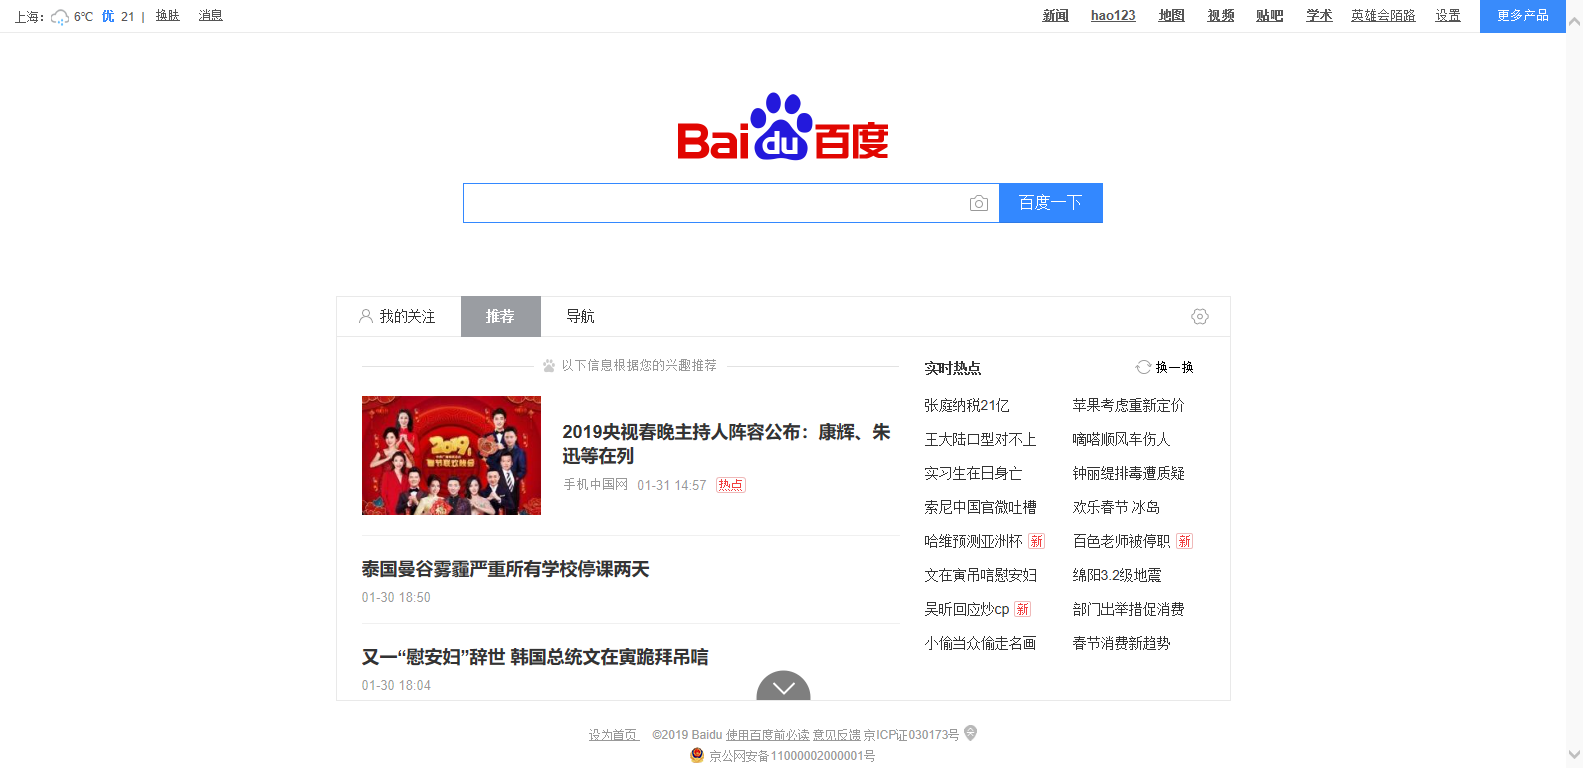 上海： 6℃ 优 21 | 换肤 消息
新闻 hao123 地图 视频 贴吧 学术 英雄会陌路 设置 更多产品
Baidu百度
百度一下
我的关注 推荐 导航
以下信息根据您的兴趣推荐
2019
春节联欢晚会
2019央视春晚主持人阵容公布：康辉、朱
迅等在列
手机中国网 01-31 14:57 热点
泰国曼谷雾霾严重所有学校停课两天
01-30 18:50
又一“慰安妇”辞世 韩国总统文在寅跪拜吊唁
01-30 18:04
实时热点 换一换
张庭纳税21亿 苹果考虑重新定价
王大陆口型对不上 嘀嗒顺风车伤人
实习生在日身亡 钟丽缇排毒遭质疑
索尼中国官微吐槽 欢乐春节 冰岛
哈维预测亚洲杯 新 百色老师被停职 新
文在寅吊唁慰安妇 绵阳3.2级地震
吴昕回应炒cp 新 部门出举措促消费
小偷当众偷走名画 春节消费新趋势
设为首页 ©2019 Baidu 使用百度前必读 意见反馈 京ICP证030173号
京公网安备11000002000001号